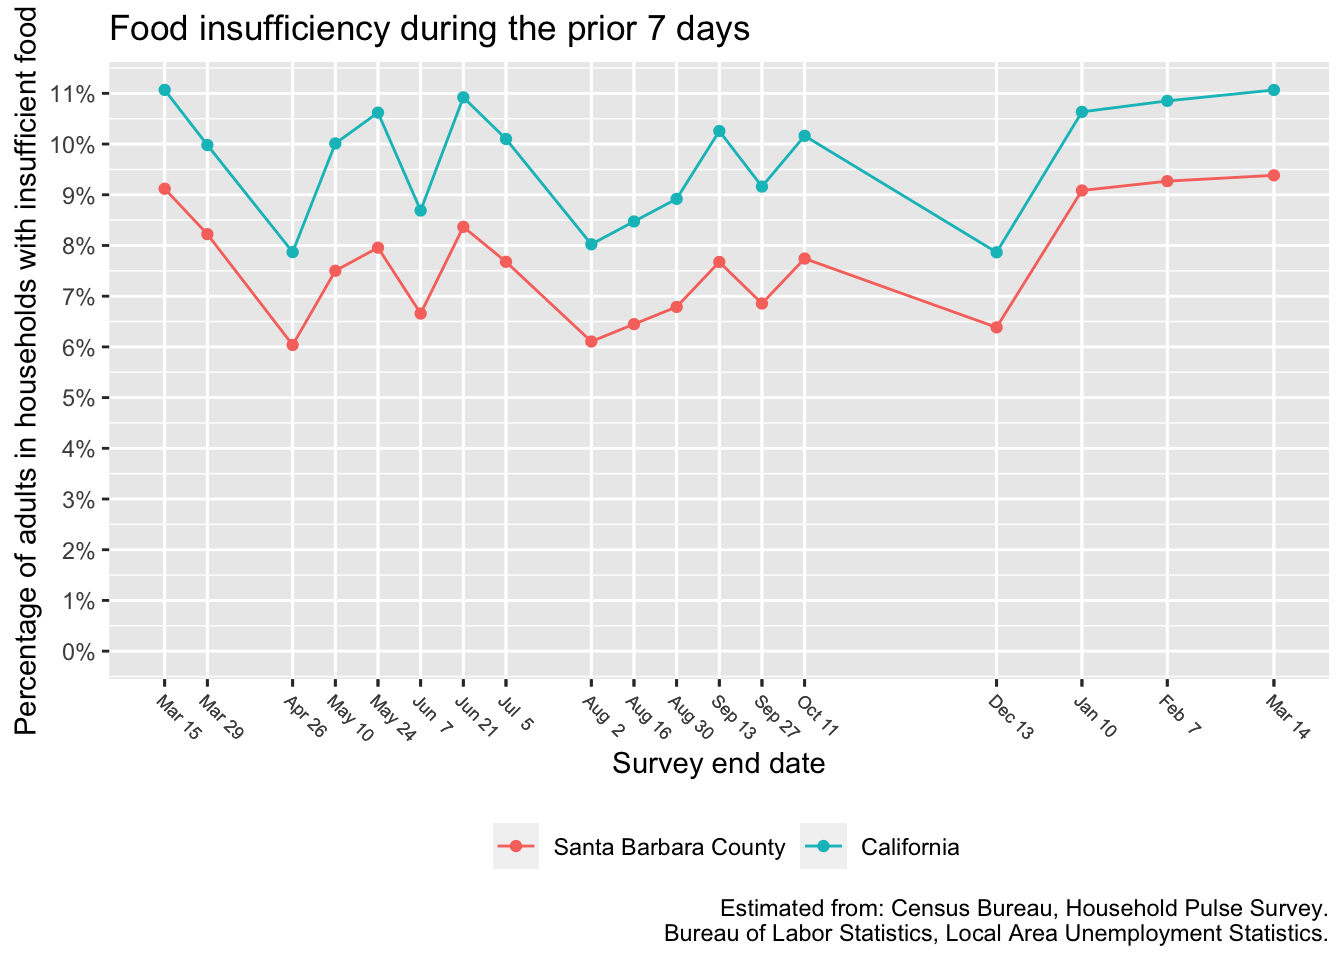 Food insufficiency during the prior 7 days
Percentage of adults in households with insufficient food
11%
10%
9%
8%
7%
6%
5%
4%
3%
2%
1%
0%
Mar 15
Mar 29
Apr 26
May 10
May 24
Jun 7
Jun 21
Jul 5
Aug 2
Aug 16
Aug 30
Sep 13
Sep 27
Oct 11
Dec 13
Jan 10
Feb 7
Mar 14
Survey end date
Santa Barbara County
California
Estimated from: Census Bureau, Household Pulse Survey.
Bureau of Labor Statistics, Local Area Unemployment Statistics.